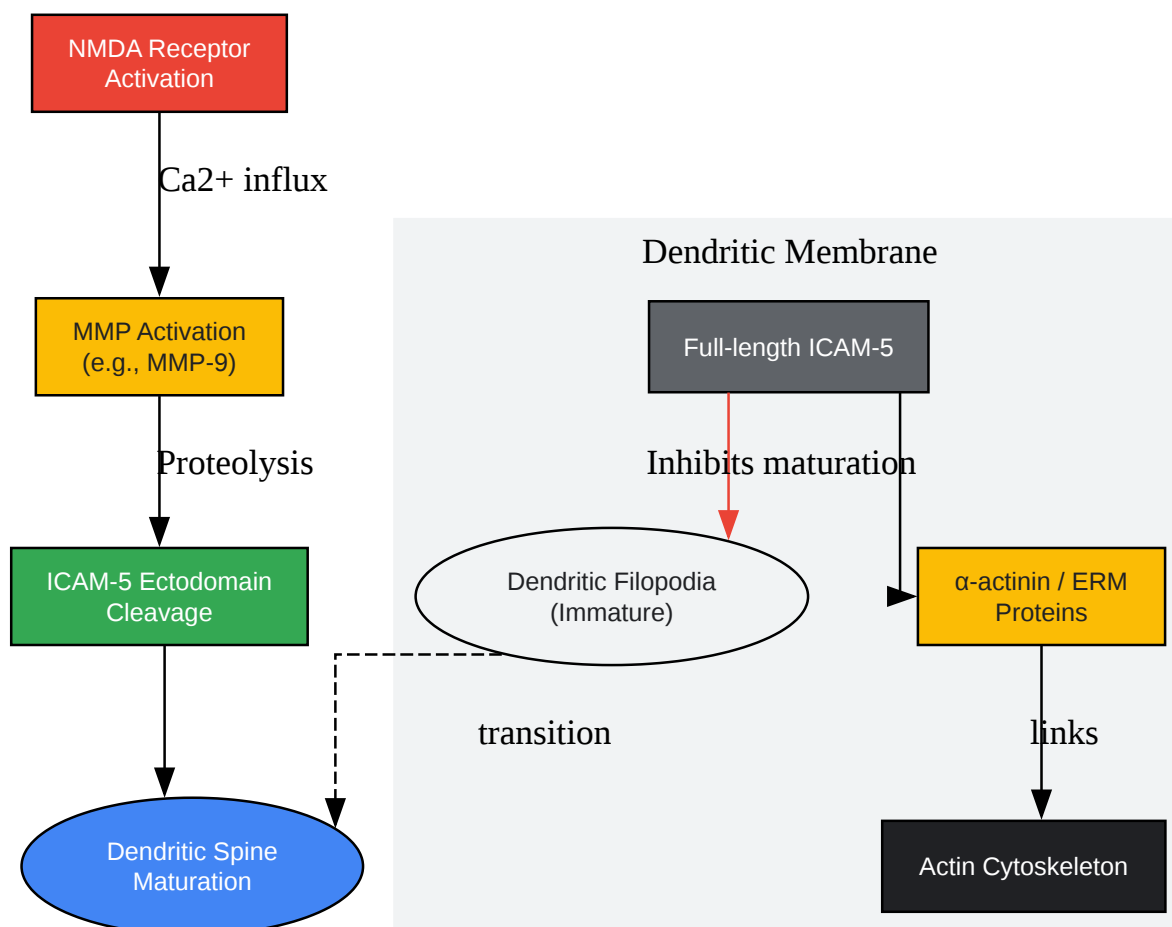 NMDA Receptor
Activation
Ca2+ influx
Dendritic Membrane
MMP Activation
(e.g., MMP-9)
Full-length ICAM-5
Proteolysis
Inhibits maturation
ICAM-5 Ectodomain
Cleavage
Dendritic Filopodia
(Immature)
α-actinin / ERM
Proteins
transition
links
Dendritic Spine
Maturation
Actin Cytoskeleton